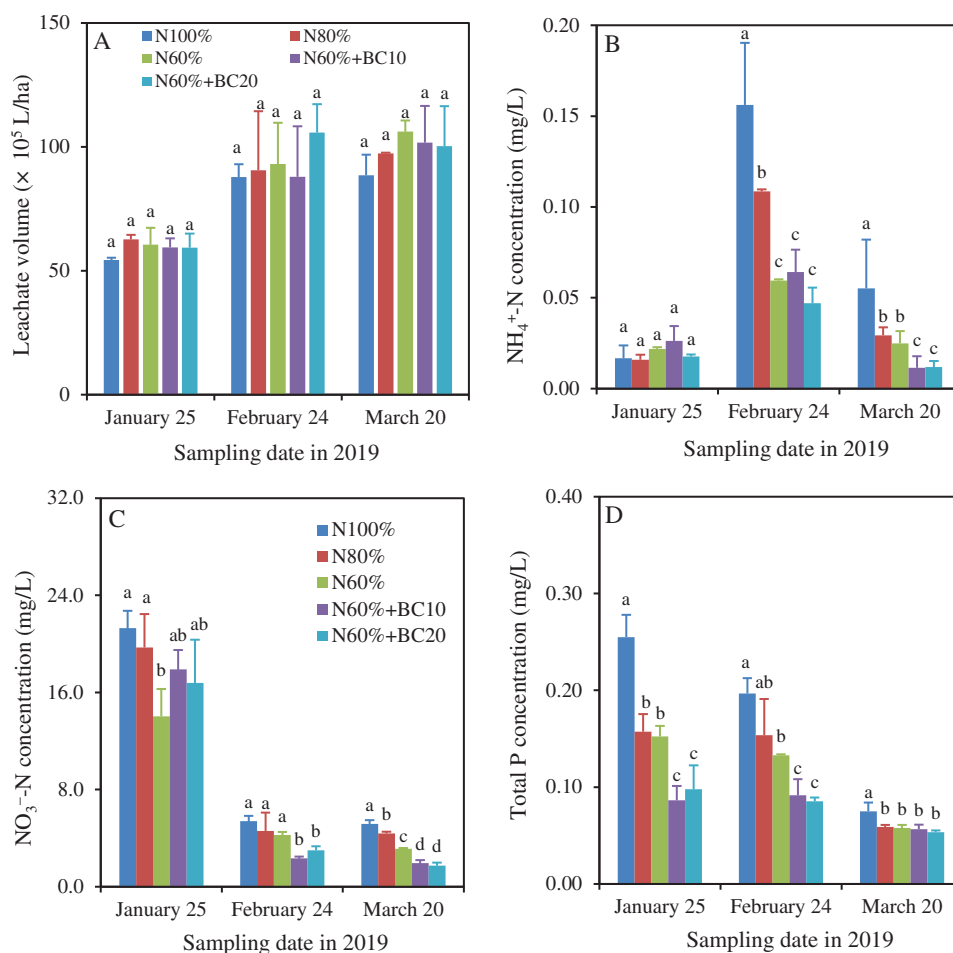 A
N100% N80%
N60% N60%+BC10
N60%+BC20
Leachate volume (× 10⁵ L/ha)
150
100
50
0
a a a a a
a a a a a
a a a a a
January 25 February 24 March 20
Sampling date in 2019
B
NH₄⁺-N concentration (mg/L)
0.20
0.15
0.10
0.05
0.00
a a a a a
a b c c c
a b b c c
January 25 February 24 March 20
Sampling date in 2019
C
N100%
N80%
N60%
N60%+BC10
N60%+BC20
NO₃⁻-N concentration (mg/L)
32.0
24.0
16.0
8.0
0.0
a a b ab ab
a a a b b
a b c d d
January 25 February 24 March 20
Sampling date in 2019
D
Total P concentration (mg/L)
0.40
0.30
0.20
0.10
0.00
a b b c c
a ab b c c
a b b b b
January 25 February 24 March 20
Sampling date in 2019